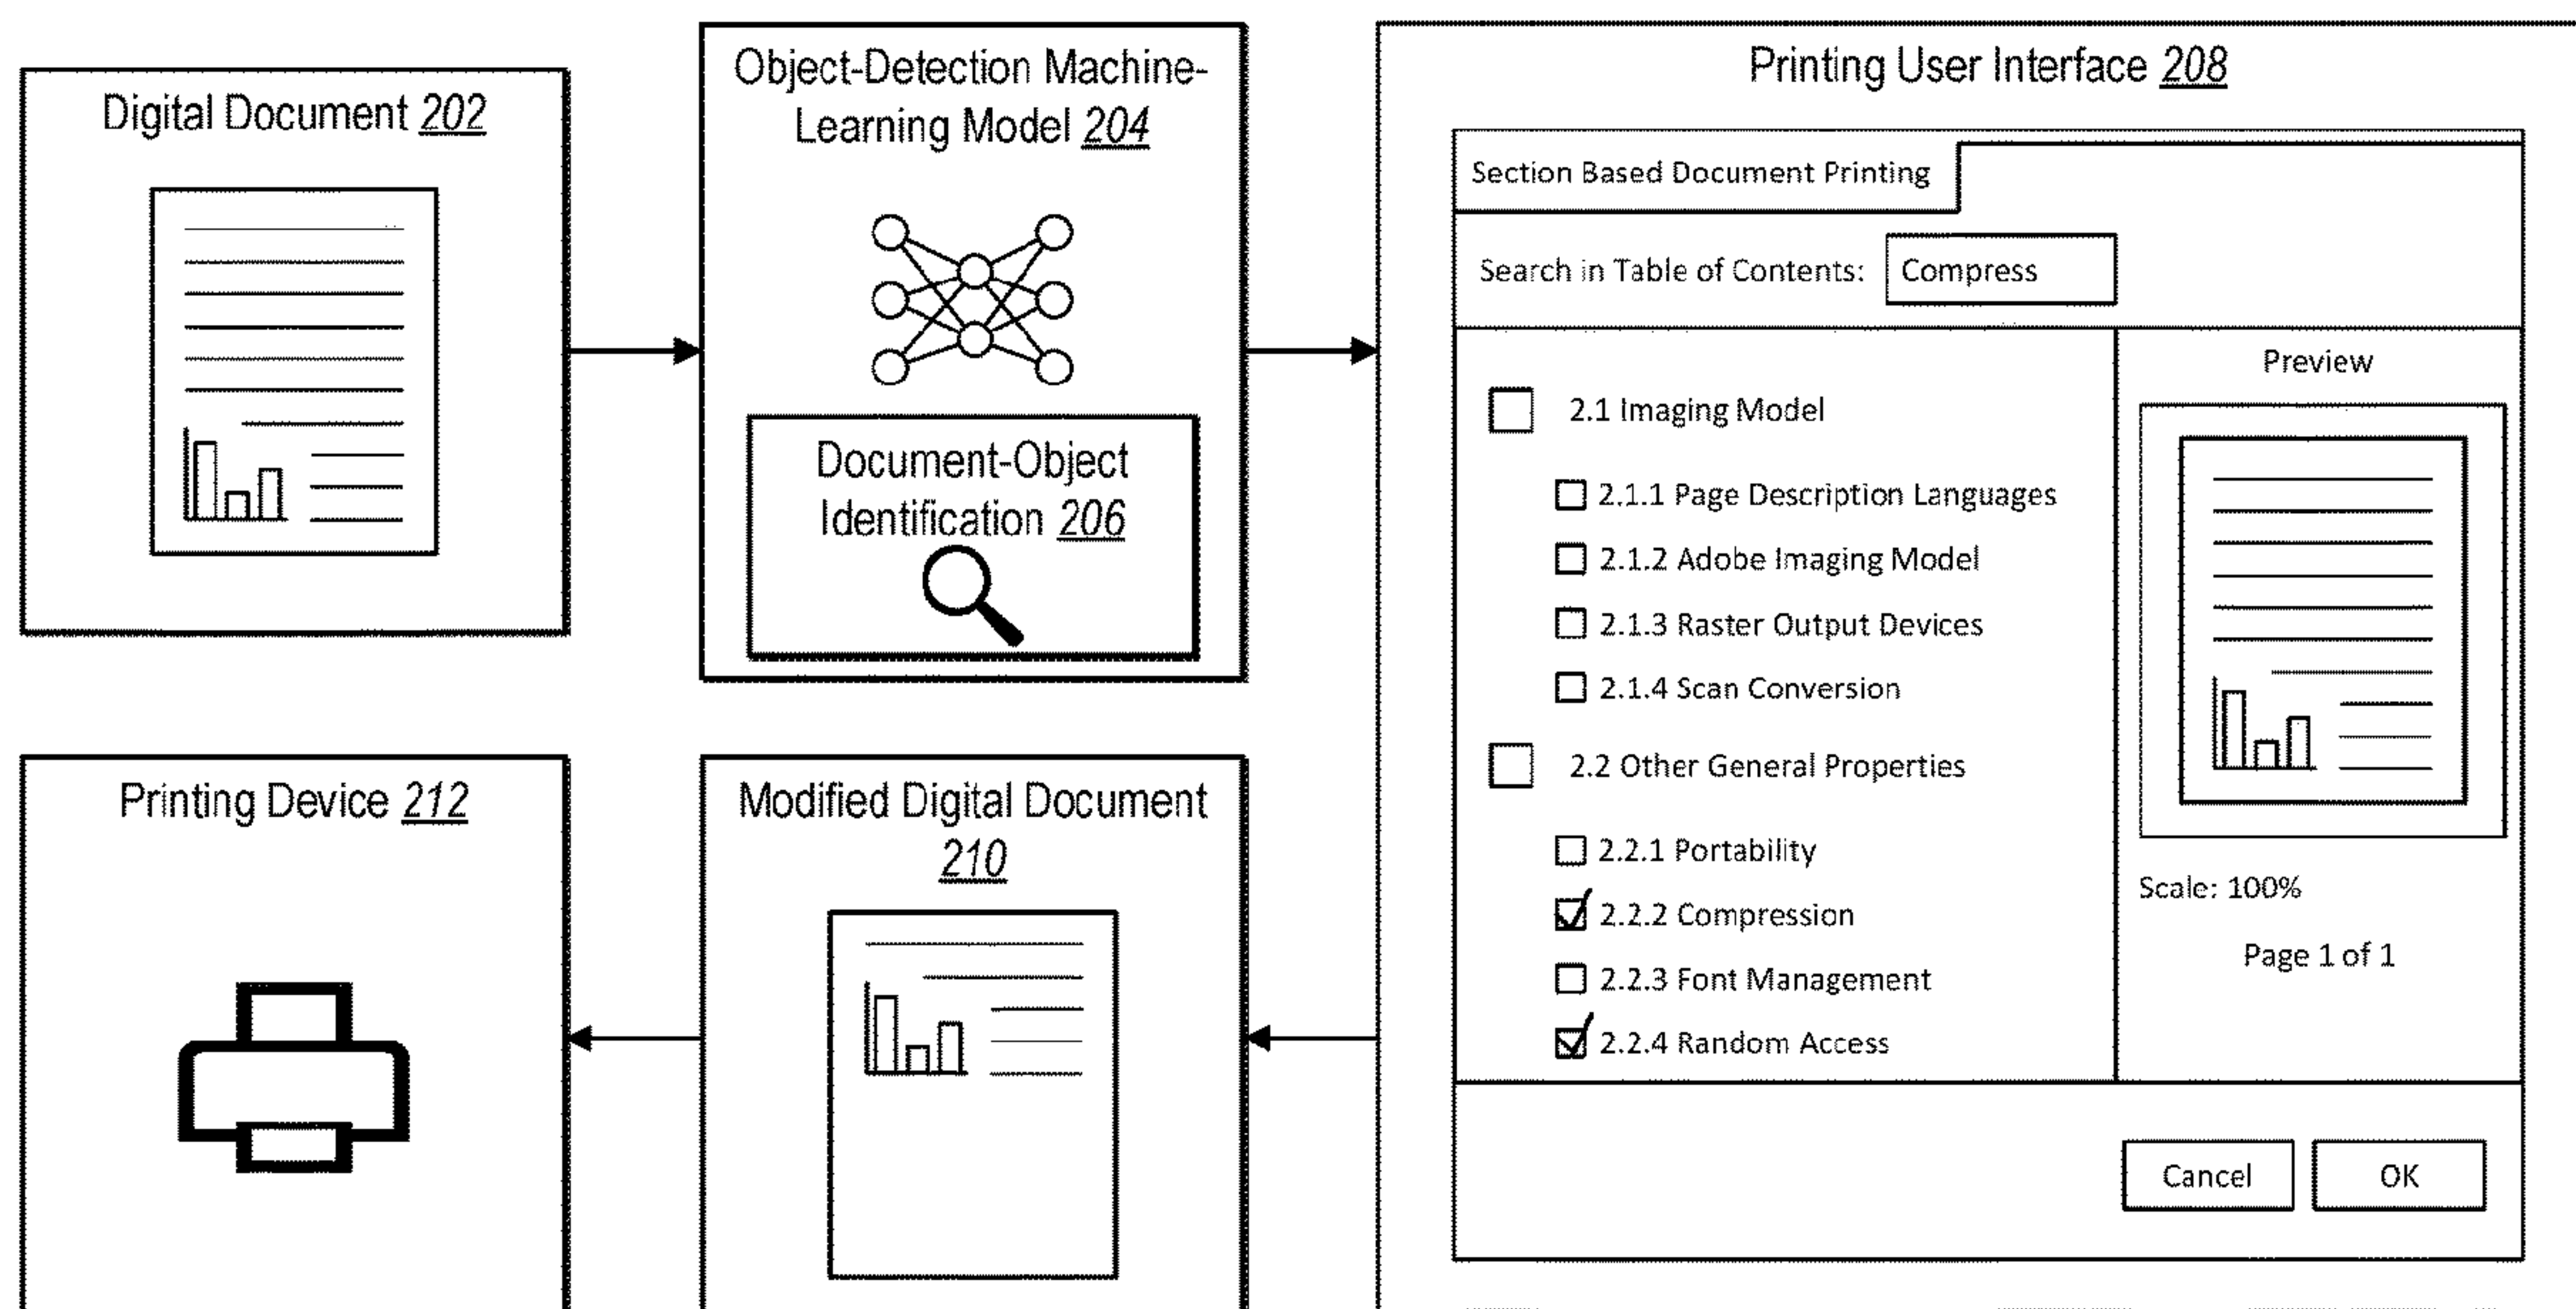 Digital Document 202
Object-Detection Machine-
Learning Model 204
Document-Object
Identification 206
Printing User Interface 208
Section Based Document Printing
Search in Table of Contents: Compress
2.1 Imaging Model
2.1.1 Page Description Languages
2.1.2 Adobe Imaging Model
2.1.3 Raster Output Devices
2.1.4 Scan Conversion
2.2 Other General Properties
2.2.1 Portability
2.2.2 Compression
2.2.3 Font Management
2.2.4 Random Access
Preview
Scale: 100%
Page 1 of 1
Cancel
OK
Modified Digital Document
210
Printing Device 212